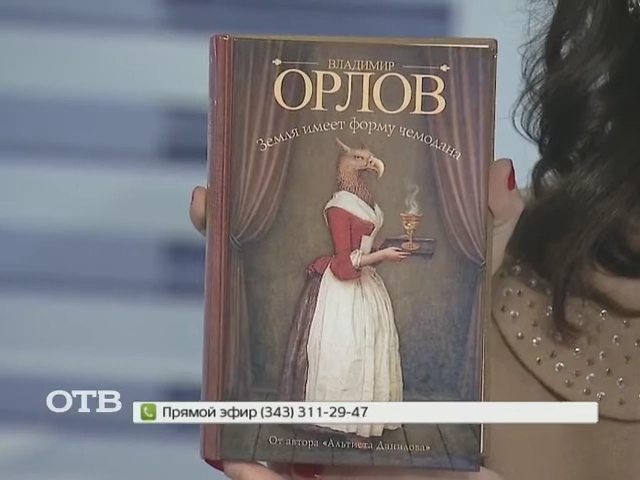 ВЛАДИМИР
ОРЛОВ
Земля имеет форму чемодана
От автора «Альтиста Данилова»
ОТВ
Прямой эфир (343) 311-29-47